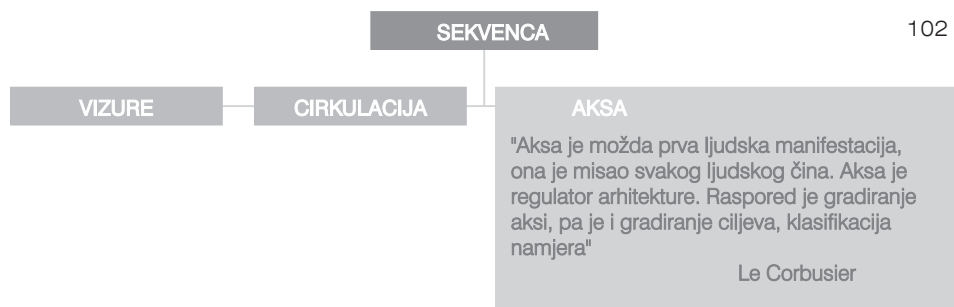 SEKVENCA
102
VIZURE
CIRKULACIJA
AKSA
"Aksa je možda prva ljudska manifestacija,
ona je misao svakog ljudskog čina. Aksa je
regulator arhitekture. Raspored je gradiranje
aksi, pa je i gradiranje ciljeva, klasifikacija
namjera"
Le Corbusier